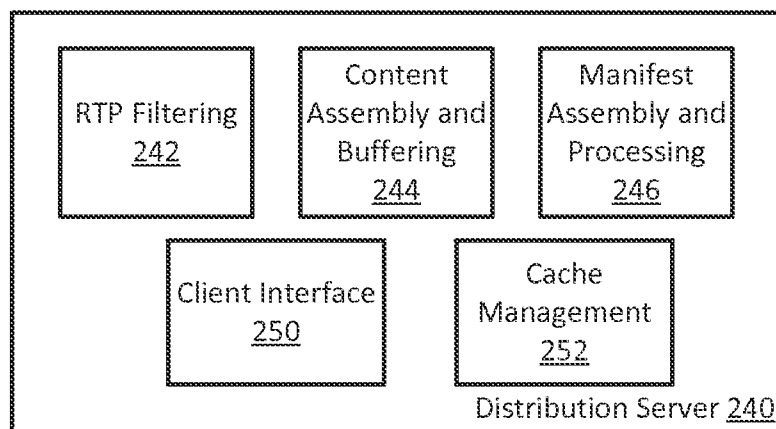 RTP Filtering
242
Content
Assembly and
Buffering
244
Manifest
Assembly and
Processing
246
Client Interface
250
Cache
Management
252
Distribution Server 240